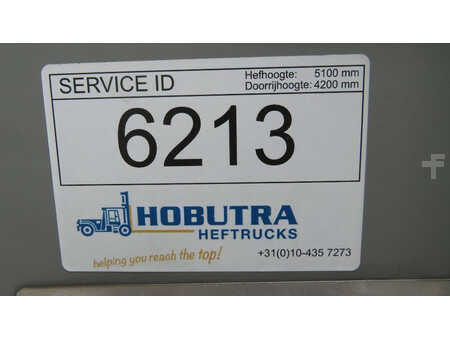 SERVICE ID
Hefhoogte: 5100 mm
Doorrijhoogte: 4200 mm
6213
HOBUTRA
HEFTRUCKS
helping you reach the top!
+31(0)10-435 7273